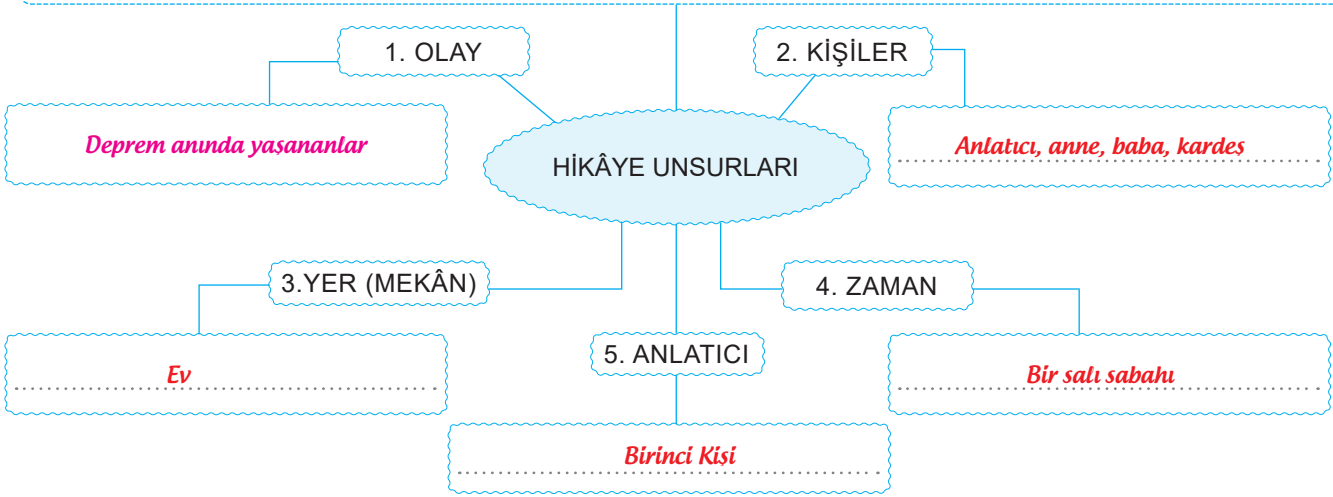 1. OLAY
2. KİŞİLER
Deprem anında yaşananlar
Anlatıcı, anne, baba, kardeş
HİKÂYE UNSURLARI
3.YER (MEKÂN)
4. ZAMAN
5. ANLATICI
Ev
Bir salı sabahı
Birinci Kişi